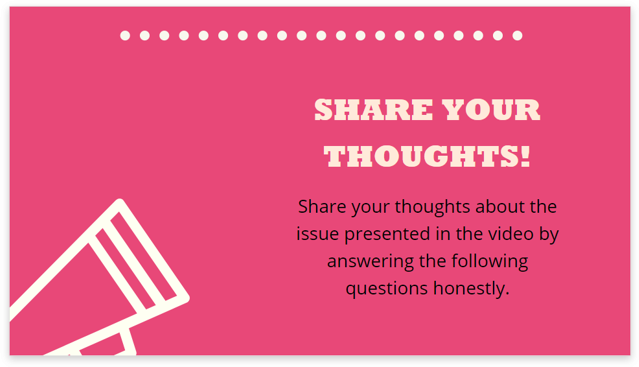 SHARE YOUR
THOUGHTS!
Share your thoughts about the
issue presented in the video by
answering the following
questions honestly.